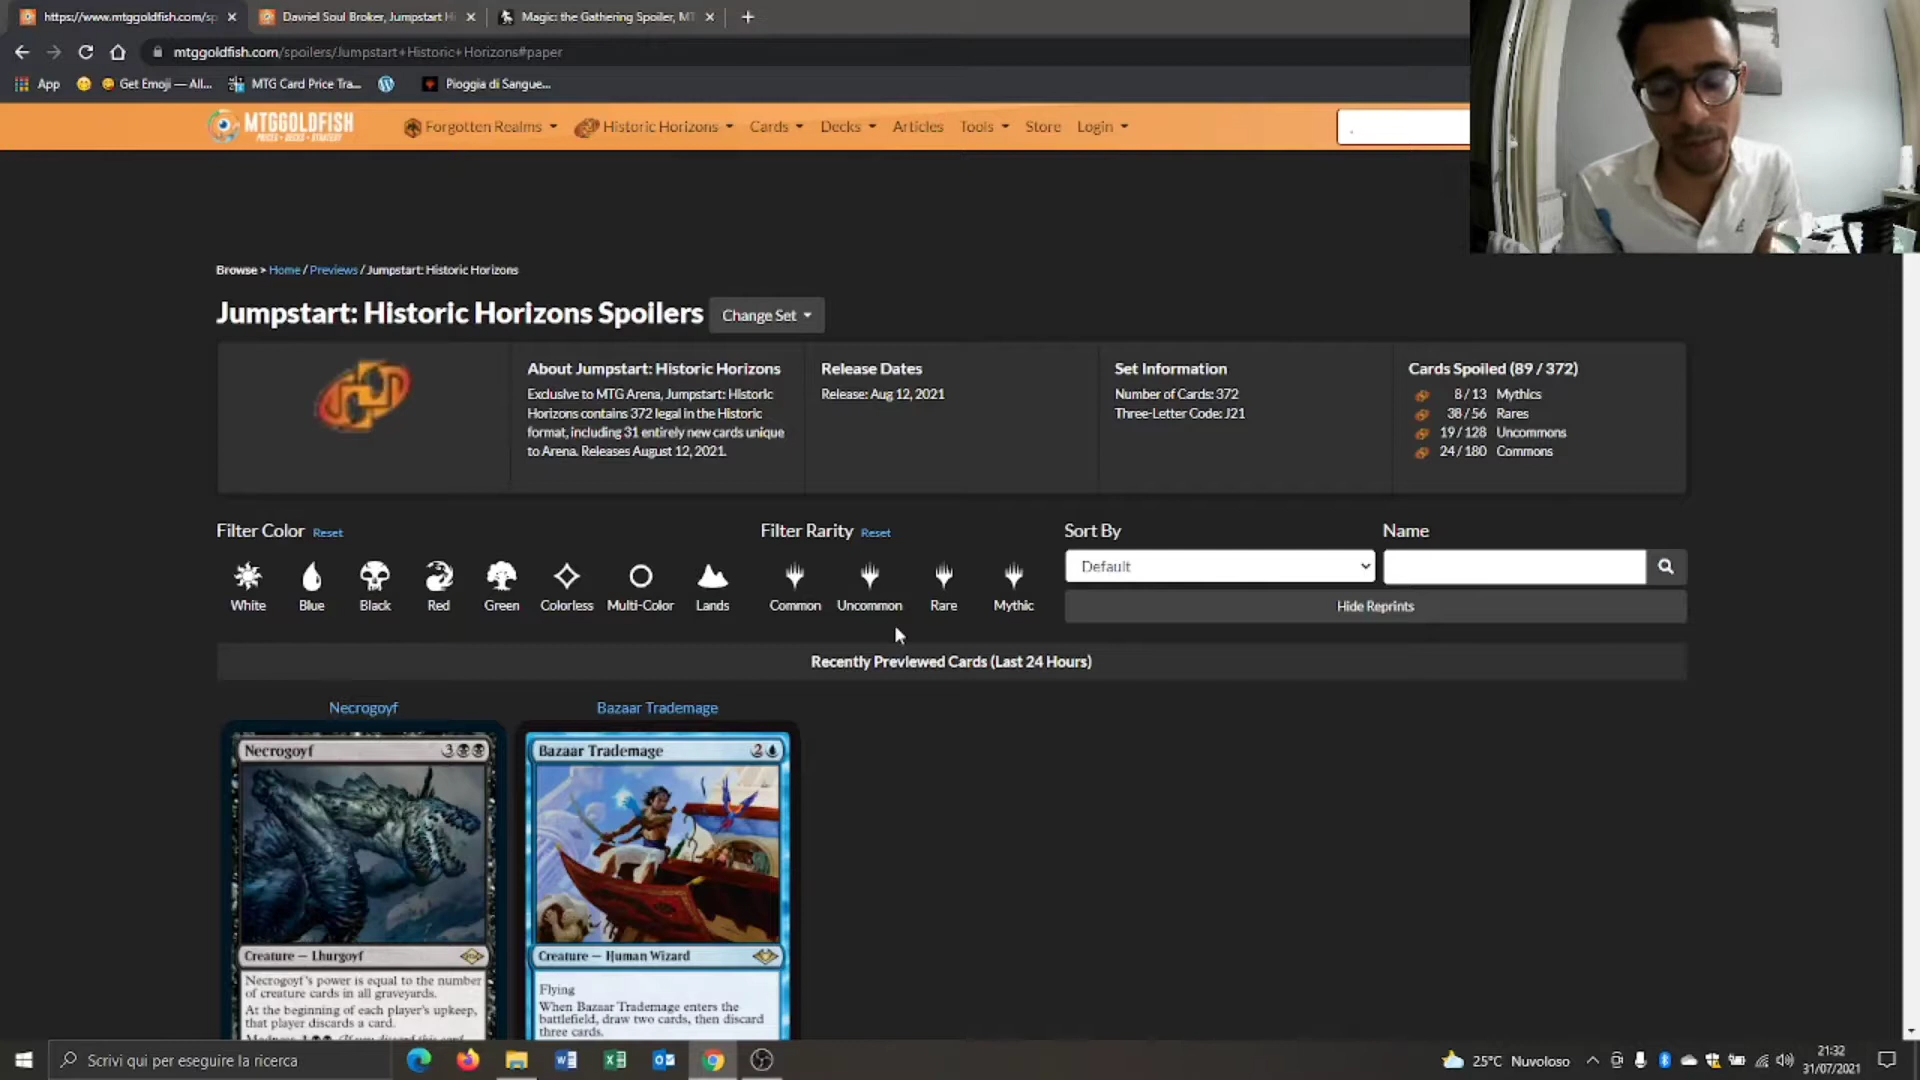 https://www.mtggoldfish.com/sp
Davriel Soul Broker, Jumpstart Hi
Magic: the Gathering Spoiler, MT
mtggoldfish.com/spoilers/Jumpstart+Historic+Horizons#paper
App
Get Emoji — All...
MTG Card Price Tra...
Pioggia di Sangue...
MTGGOLDFISH
PRICES • DECKS • STRATEGY
Forgotten Realms
Historic Horizons
Cards
Decks
Articles
Tools
Store
Login
Browse > Home / Previews / Jumpstart: Historic Horizons
Jumpstart: Historic Horizons Spoilers
Change Set
About Jumpstart: Historic Horizons
Exclusive to MTG Arena, Jumpstart: Historic
Horizons contains 372 legal in the Historic
format, including 31 entirely new cards unique
to Arena. Releases August 12, 2021.
Release Dates
Release: Aug 12, 2021
Set Information
Number of Cards: 372
Three-Letter Code: J21
Cards Spoiled (89 / 372)
8 / 13 Mythics
38 / 56 Rares
19 / 128 Uncommons
24 / 180 Commons
Filter Color Reset
White
Blue
Black
Red
Green
Colorless
Multi-Color
Lands
Filter Rarity Reset
Common
Uncommon
Rare
Mythic
Sort By
Default
Name
Hide Reprints
Recently Previewed Cards (Last 24 Hours)
Necrogoyf
Necrogoyf 3
Creature — Lhurgoyf
Necrogoyf's power is equal to the number
of creature cards in all graveyards.
At the beginning of each player's upkeep,
that player discards a card.
Bazaar Trademage
Bazaar Trademage 2
Creature — Human Wizard
Flying
When Bazaar Trademage enters the
battlefield, draw two cards, then discard
three cards.
Scrivi qui per eseguire la ricerca
25°C Nuvoloso
21:32
31/07/2021